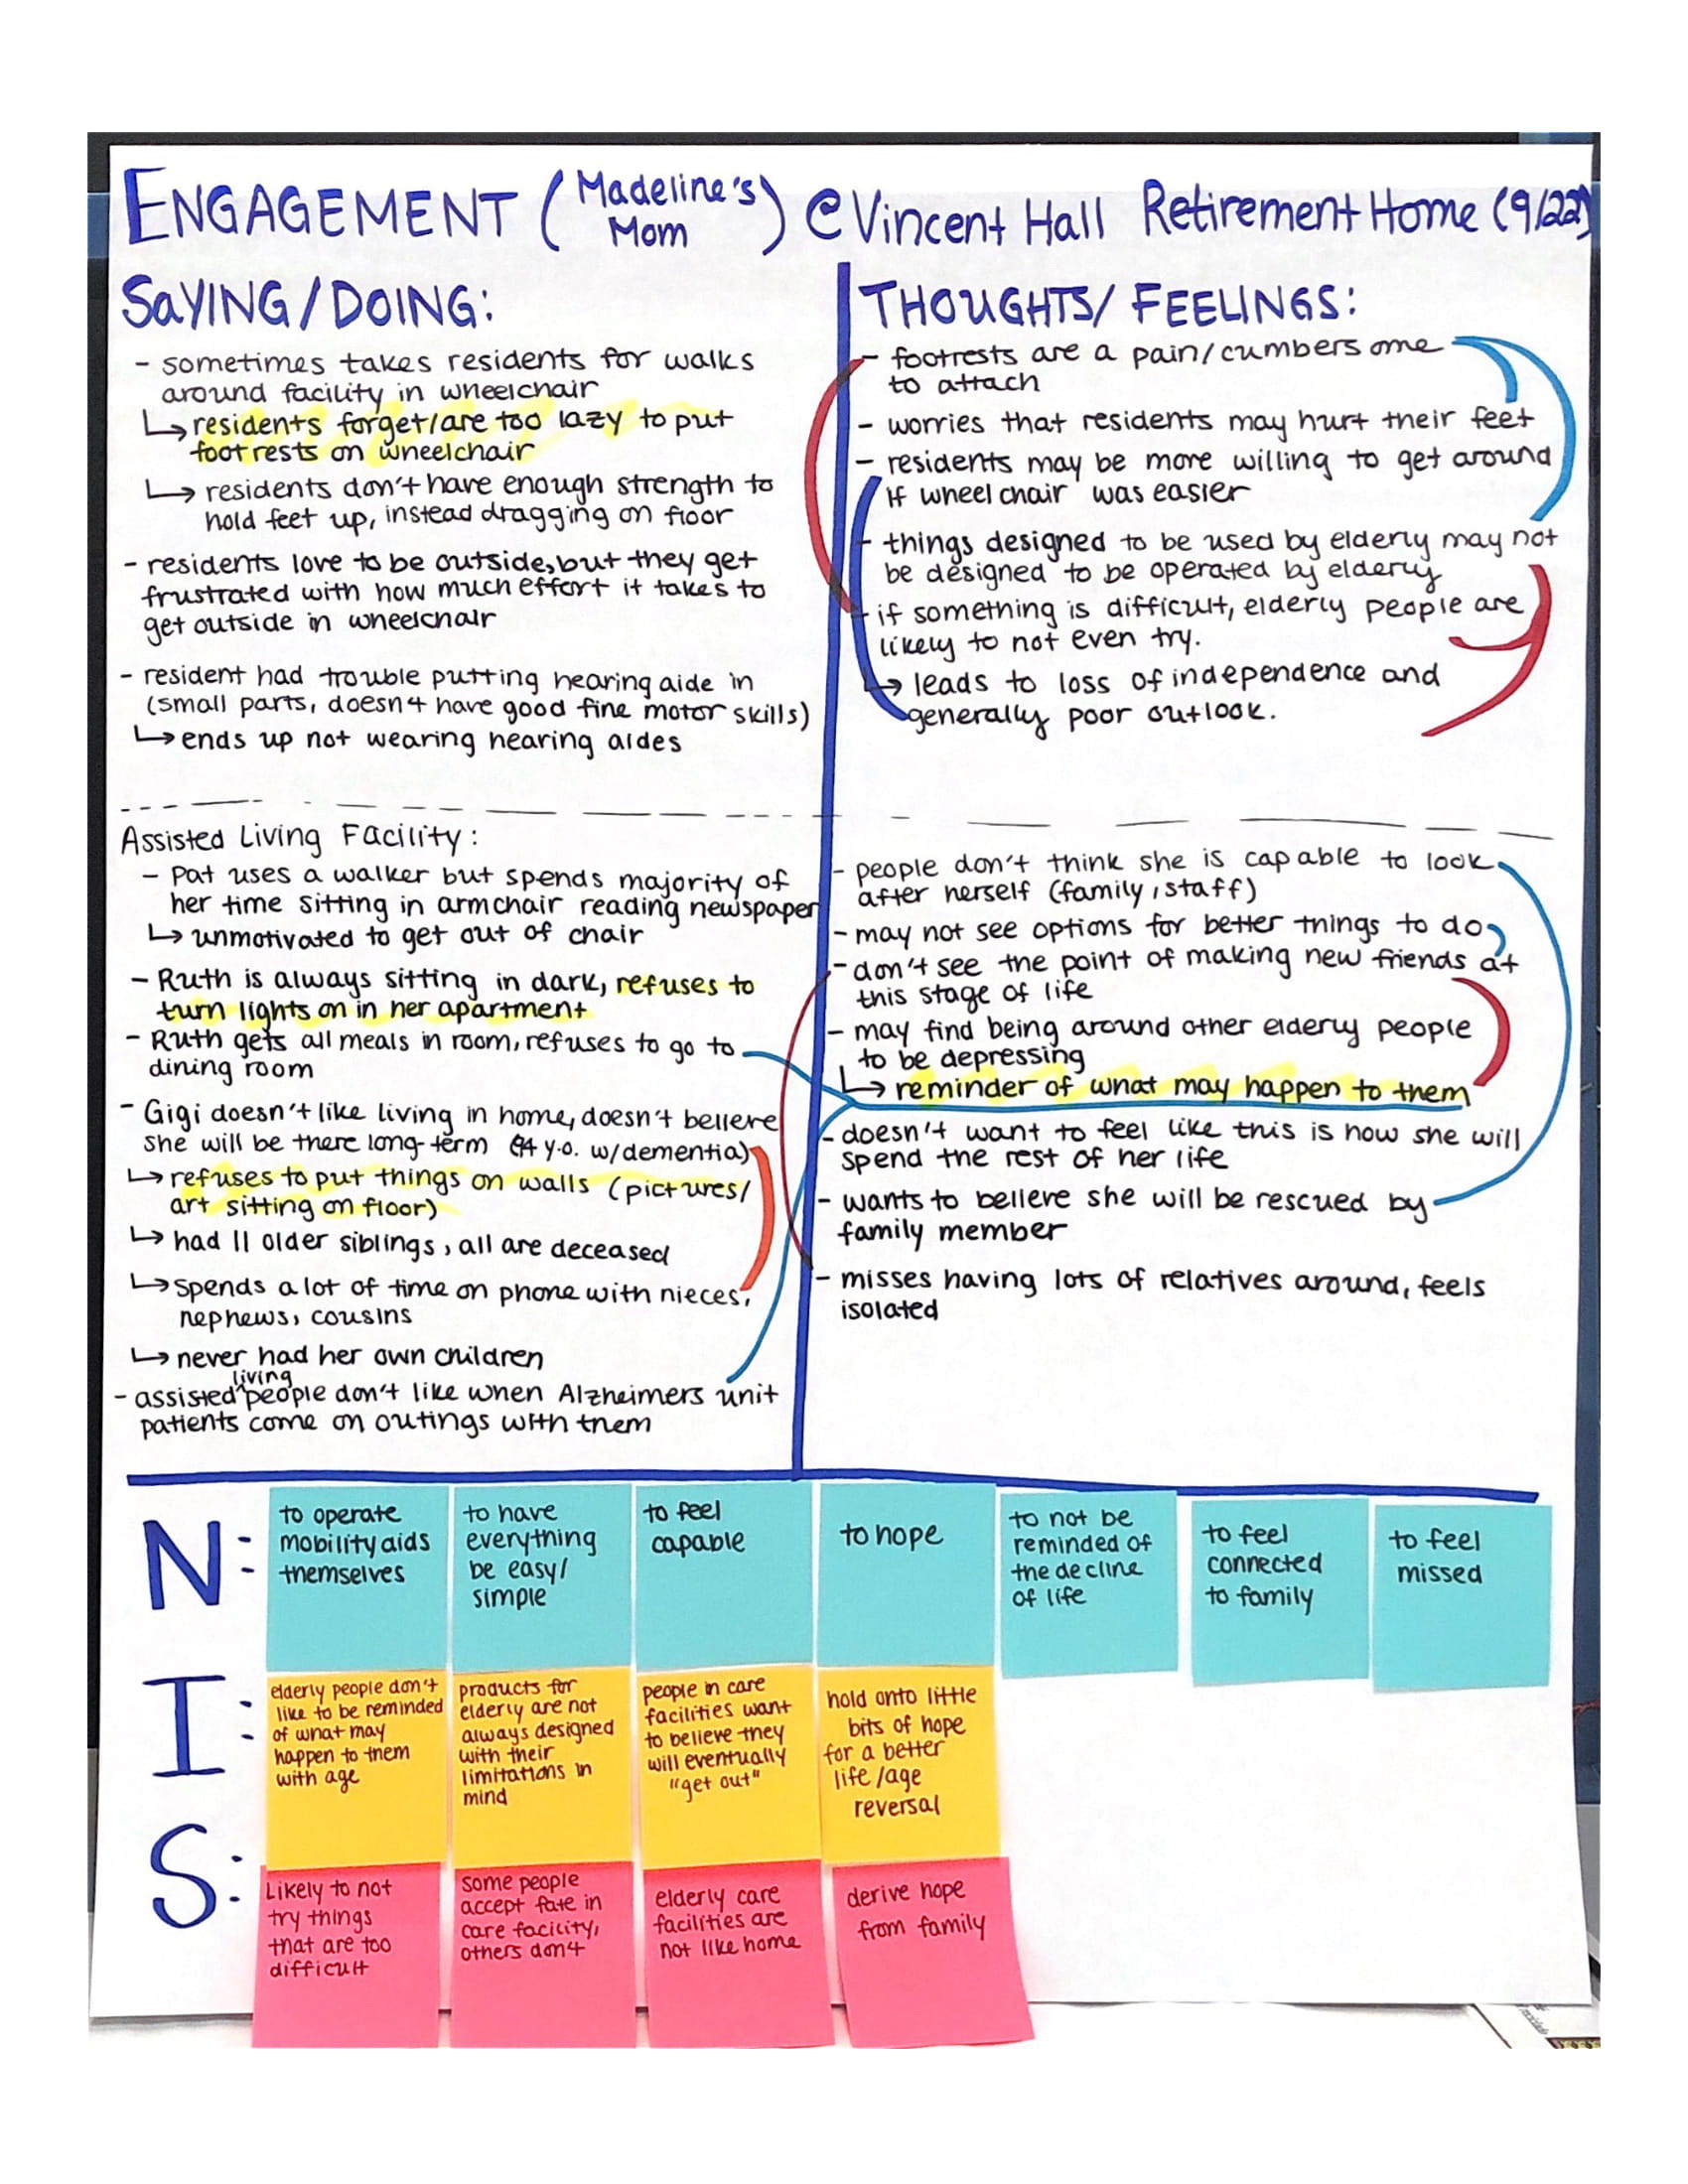 ENGAGEMENT (Madeline's Mom) @ Vincent Hall Retirement Home (9/22)
SAYING/DOING:
- sometimes takes residents for walks
around facility in wheelchair
↳ residents forget/are too lazy to put
footrests on wheelchair
↳ residents don't have enough strength to
hold feet up, instead dragging on floor
- residents love to be outside, but they get
frustrated with how much effort it takes to
get outside in wheelchair
- resident had trouble putting hearing aide in
(small parts, doesn't have good fine motor skills)
↳ ends up not wearing hearing aides
THOUGHTS/ FEELINGS:
- footrests are a pain/cumbersome
to attach
- worries that residents may hurt their feet
- residents may be more willing to get around
if wheelchair was easier
- things designed to be used by elderly may not
be designed to be operated by elderly
- if something is difficult, elderly people are
likely to not even try.
↳ leads to loss of independence and
generally poor outlook.
Assisted Living Facility:
- Pat uses a walker but spends majority of
her time sitting in armchair reading newspaper
↳ unmotivated to get out of chair
- Ruth is always sitting in dark, refuses to
turn lights on in her apartment
- Ruth gets all meals in room, refuses to go to
dining room
- Gigi doesn't like living in home, doesn't believe
she will be there long-term (94 y.o. w/dementia)
↳ refuses to put things on walls (pictures/
art sitting on floor)
↳ had 11 older siblings, all are deceased
↳ spends a lot of time on phone with nieces,
nephews, cousins
↳ never had her own children
- assisted living people don't like when Alzheimers unit
patients come on outings with them
- people don't think she is capable to look
after herself (family, staff)
- may not see options for better things to do
- don't see the point of making new friends at
this stage of life
- may find being around other elderly people
to be depressing
↳ reminder of what may happen to them
- doesn't want to feel like this is how she will
spend the rest of her life
- wants to believe she will be rescued by
family member
- misses having lots of relatives around, feels
isolated
N:
to operate
mobility aids
themselves
to have
everything
be easy/
simple
to feel
capable
to hope
to not be
reminded of
the decline
of life
to feel
connected
to family
to feel
missed
I:
elderly people don't
like to be reminded
of what may
happen to them
with age
products for
elderly are not
always designed
with their
limitations in
mind
people in care
facilities want
to believe they
will eventually
"get out"
hold onto little
bits of hope
for a better
life/age
reversal
S:
Likely to not
try things
that are too
difficult
some people
accept fate in
care facility,
others don't
elderly care
facilities are
not like home
derive hope
from family